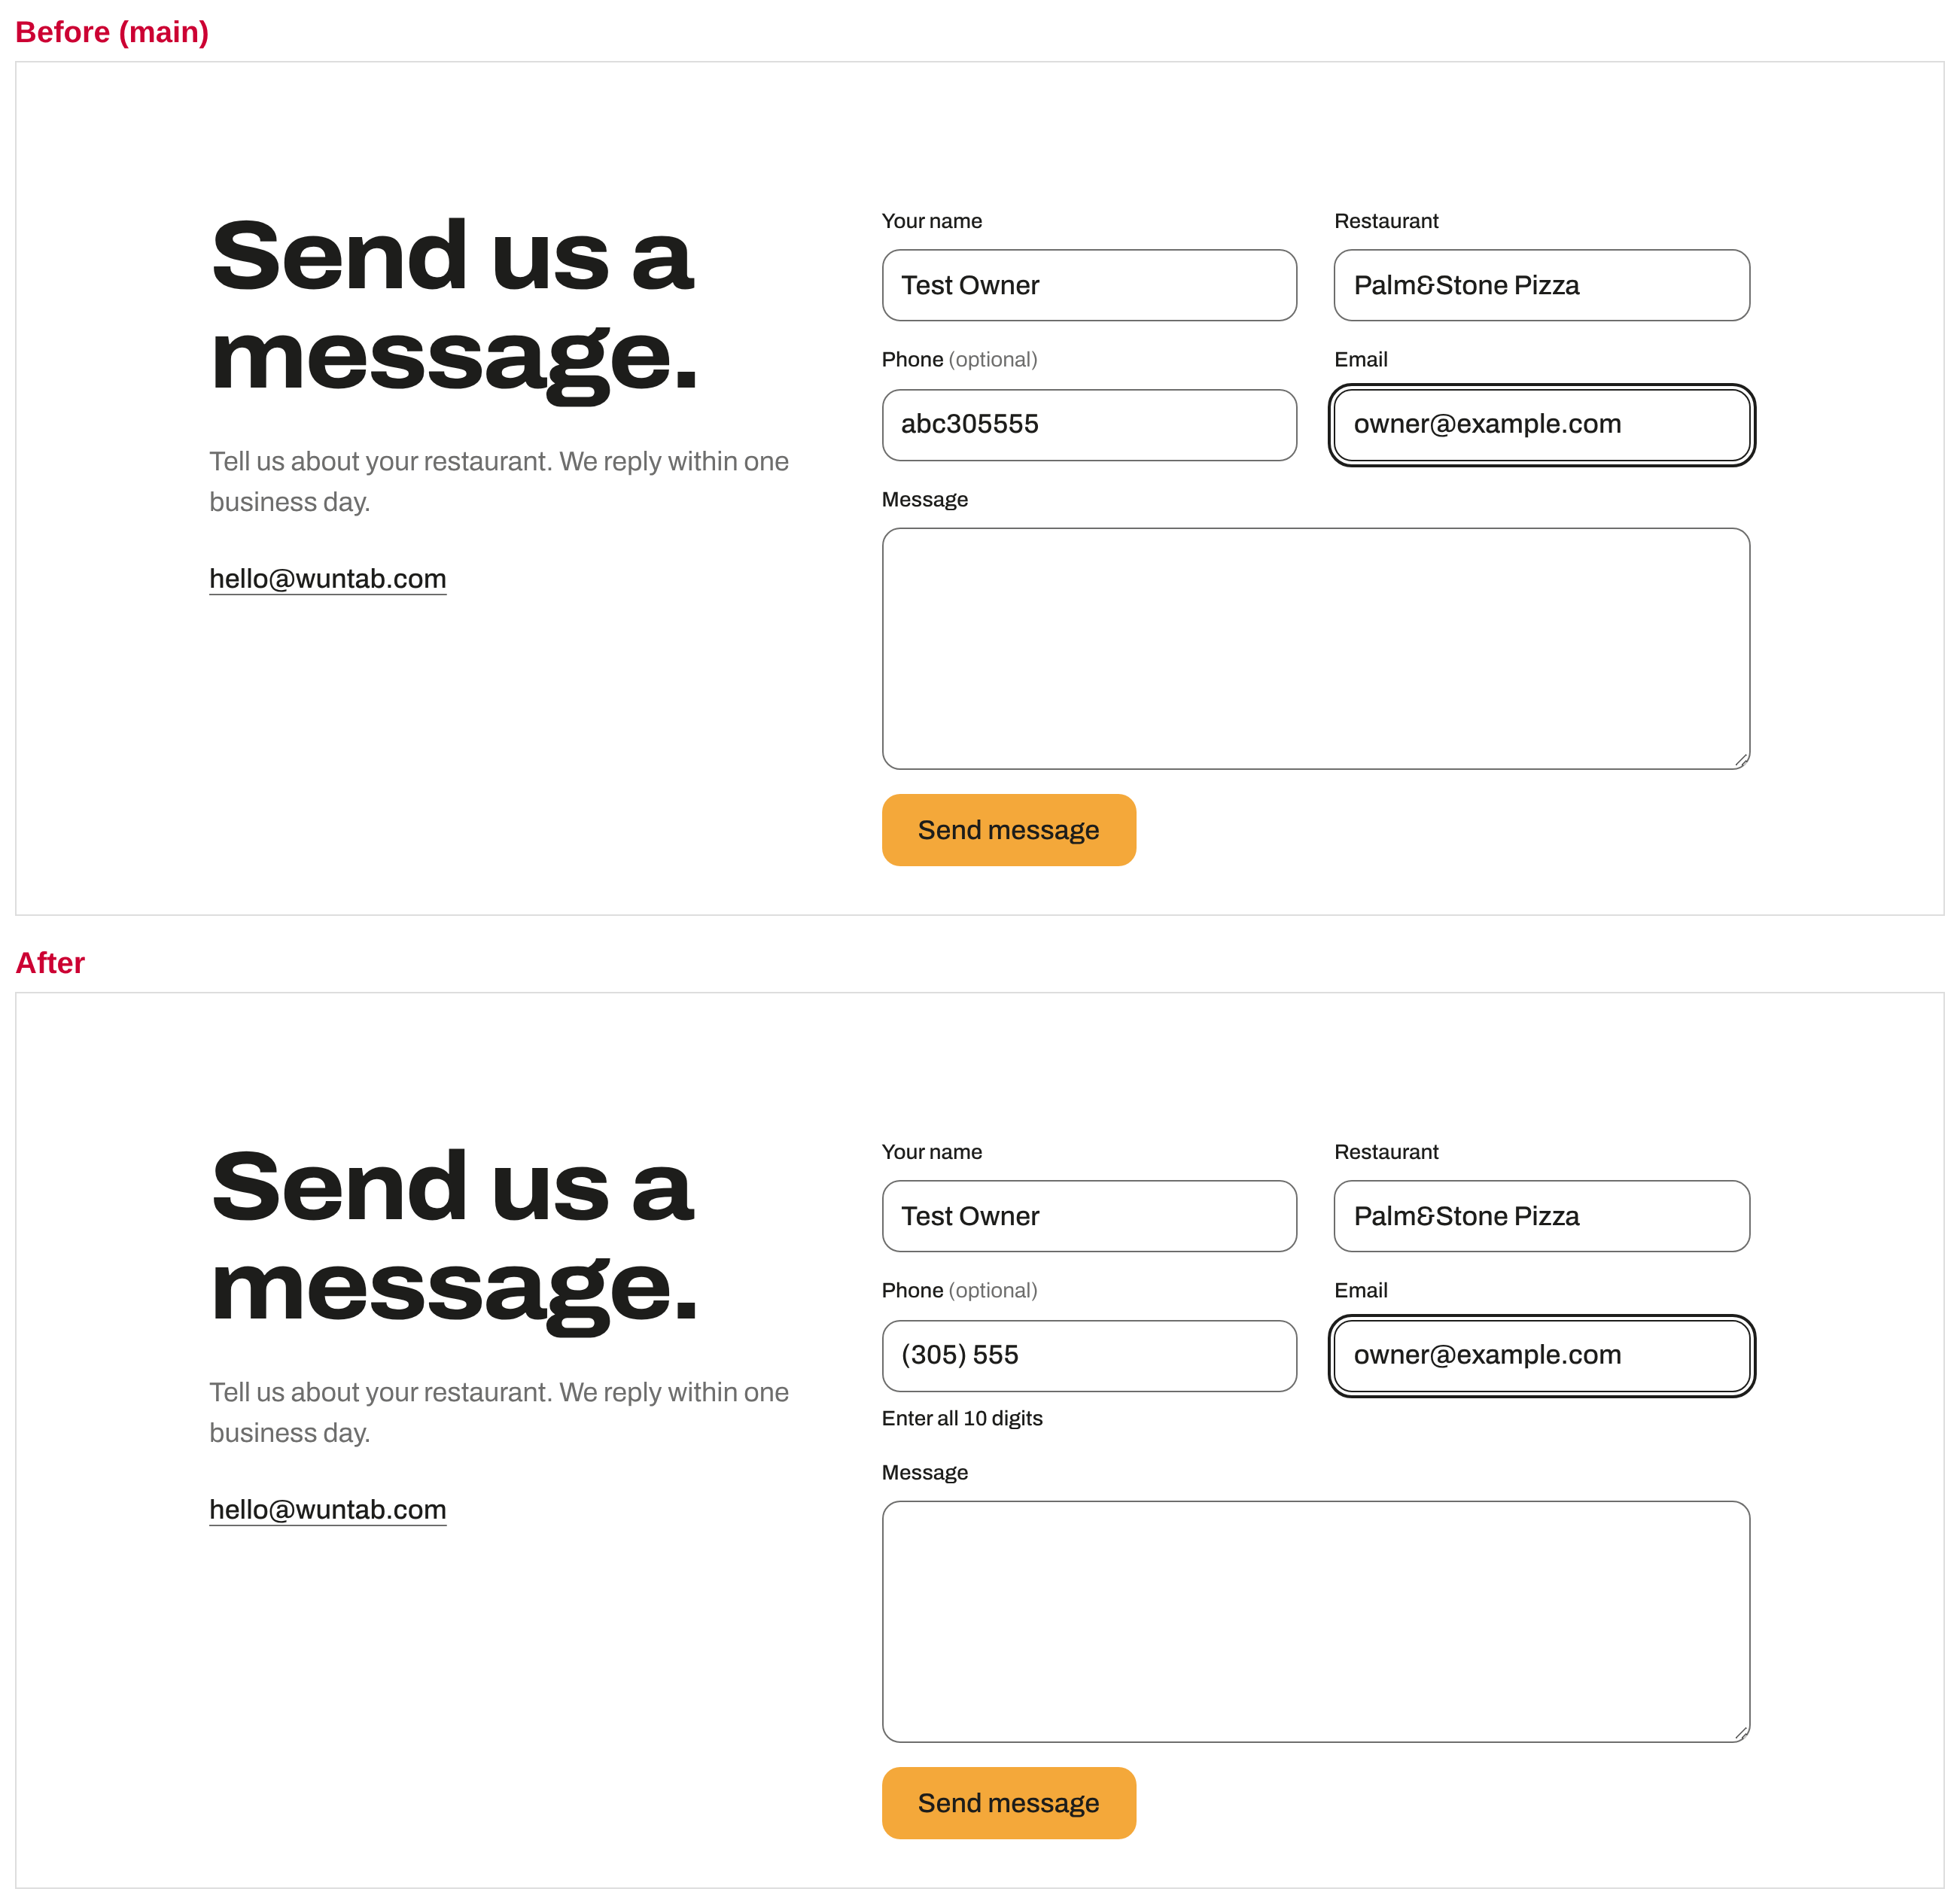 Before (main)
Send us a
message.
Tell us about your restaurant. We reply within one
business day.
hello@wuntab.com
Your name
Test Owner
Restaurant
Palm&Stone Pizza
Phone (optional)
abc305555
Email
owner@example.com
Message
Send message
After
Send us a
message.
Tell us about your restaurant. We reply within one
business day.
hello@wuntab.com
Your name
Test Owner
Restaurant
Palm&Stone Pizza
Phone (optional)
(305) 555
Enter all 10 digits
Email
owner@example.com
Message
Send message